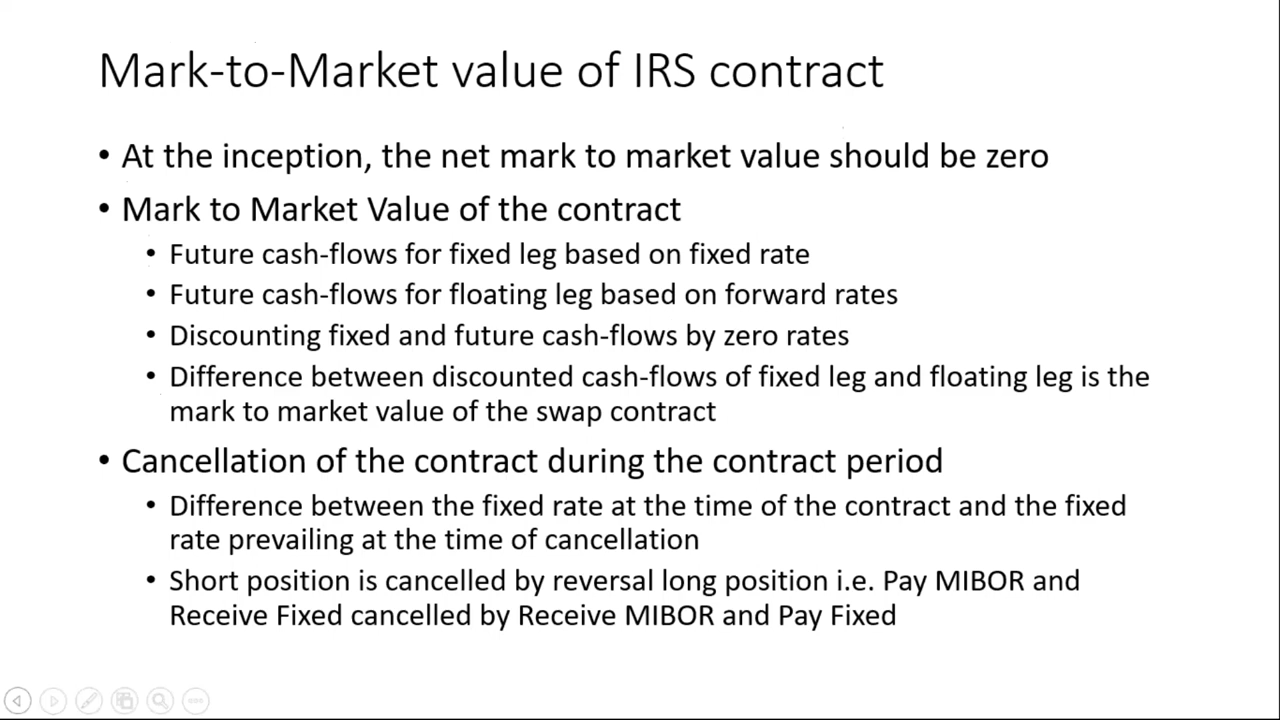 Mark-to-Market value of IRS contract
• At the inception, the net mark to market value should be zero
• Mark to Market Value of the contract
• Future cash-flows for fixed leg based on fixed rate
• Future cash-flows for floating leg based on forward rates
• Discounting fixed and future cash-flows by zero rates
• Difference between discounted cash-flows of fixed leg and floating leg is the
mark to market value of the swap contract
• Cancellation of the contract during the contract period
• Difference between the fixed rate at the time of the contract and the fixed
rate prevailing at the time of cancellation
• Short position is cancelled by reversal long position i.e. Pay MIBOR and
Receive Fixed cancelled by Receive MIBOR and Pay Fixed